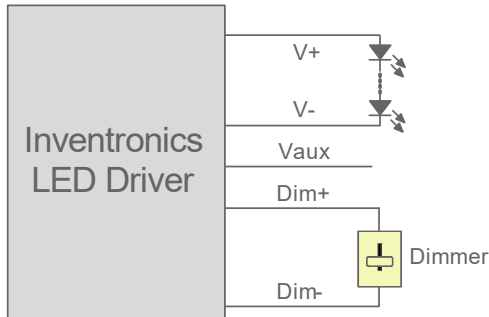 V+
V-
Inventronics
LED Driver
Vaux
Dim+
Dimmer
Dim-